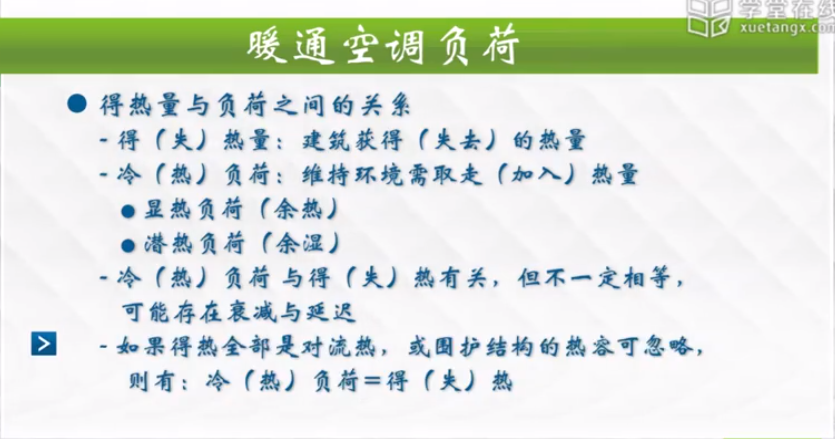 学堂在线
xuetangx.com
暖通空调负荷
得热量与负荷之间的关系
- 得（失）热量：建筑获得（失去）的热量
- 冷（热）负荷：维持环境需取走（加入）热量
显热负荷（余热）
潜热负荷（余湿）
- 冷（热）负荷与得（失）热有关，但不一定相等，
可能存在衰减与延迟
- 如果得热全部是对流热，或围护结构的热容可忽略，
则有：冷（热）负荷＝得（失）热